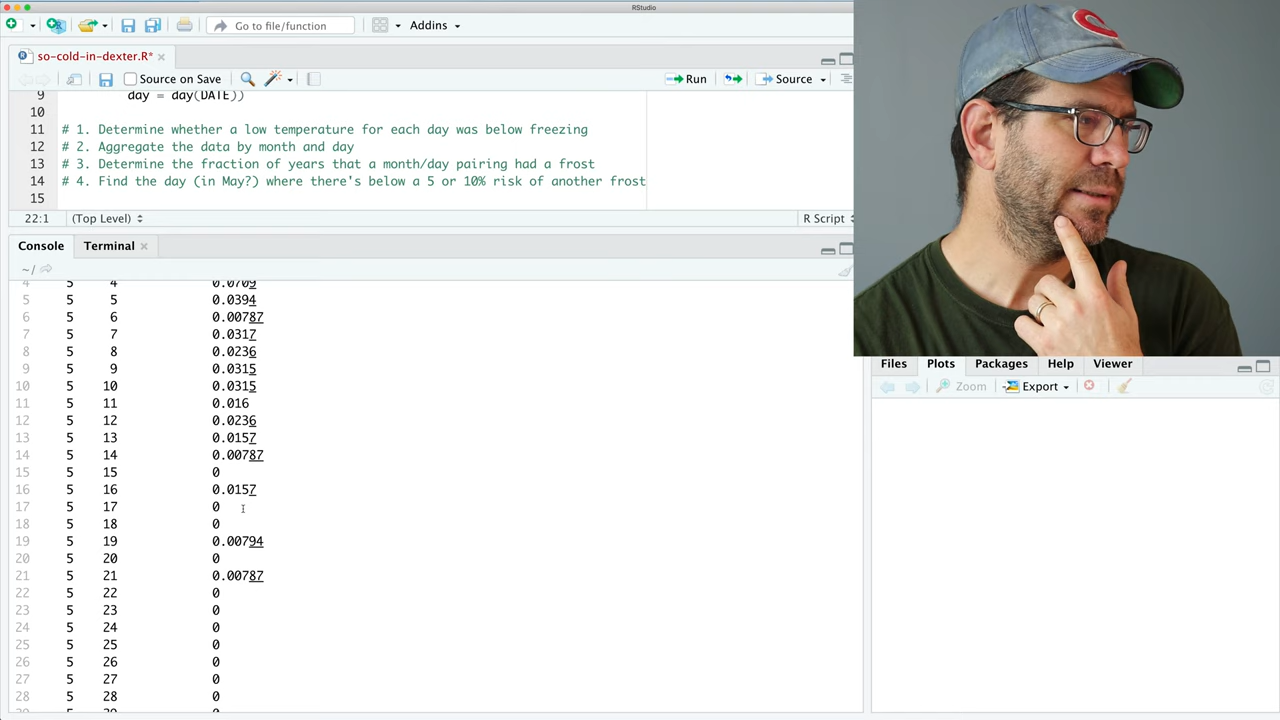 RStudio
Go to file/function
Addins
so-cold-in-dexter.R*
Source on Save
Run
Source
9 day = day(DATE))
10
11 # 1. Determine whether a low temperature for each day was below freezing
12 # 2. Aggregate the data by month and day
13 # 3. Determine the fraction of years that a month/day pairing had a frost
14 # 4. Find the day (in May?) where there's below a 5 or 10% risk of another frost
15
22:1 (Top Level) R Script
Console Terminal
~/
4 5 4 0.0709
5 5 5 0.0394
6 5 6 0.00787
7 5 7 0.0317
8 5 8 0.0236
9 5 9 0.0315
10 5 10 0.0315
11 5 11 0.016
12 5 12 0.0236
13 5 13 0.0157
14 5 14 0.00787
15 5 15 0
16 5 16 0.0157
17 5 17 0
18 5 18 0
19 5 19 0.00794
20 5 20 0
21 5 21 0.00787
22 5 22 0
23 5 23 0
24 5 24 0
25 5 25 0
26 5 26 0
27 5 27 0
28 5 28 0
Files Plots Packages Help Viewer
Zoom Export